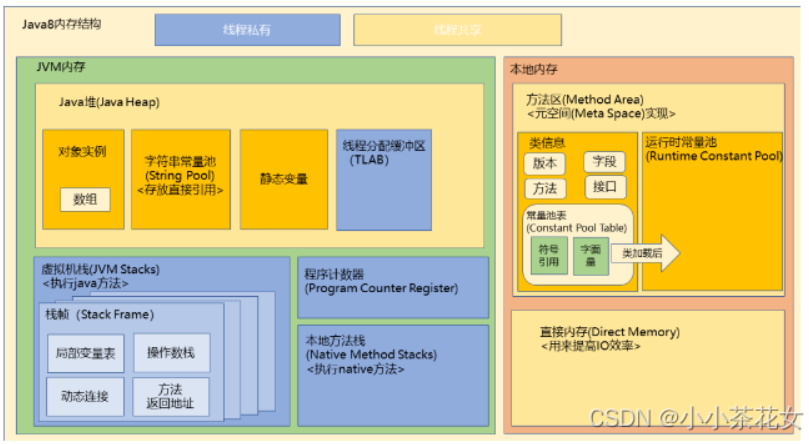 Java8内存结构
线程私有
线程共享
JVM内存
Java堆(Java Heap)
对象实例
数组
字符串常量池
(String Pool)
<存放直接引用>
静态变量
线程分配缓冲区
(TLAB)
虚拟机栈(JVM Stacks)
<执行java方法>
栈帧（Stack Frame）
局部变量表
操作数栈
动态连接
方法
返回地址
程序计数器
(Program Counter Register)
本地方法栈
(Native Method Stacks)
<执行native方法>
本地内存
方法区(Method Area)
<元空间(Meta Space)实现>
类信息
版本
字段
方法
接口
常量池表
(Constant Pool Table)
符号
引用
字面
量
类加载后
运行时常量池
(Runtime Constant Pool)
直接内存(Direct Memory)
<用来提高IO效率>
CSDN @小小茶花女